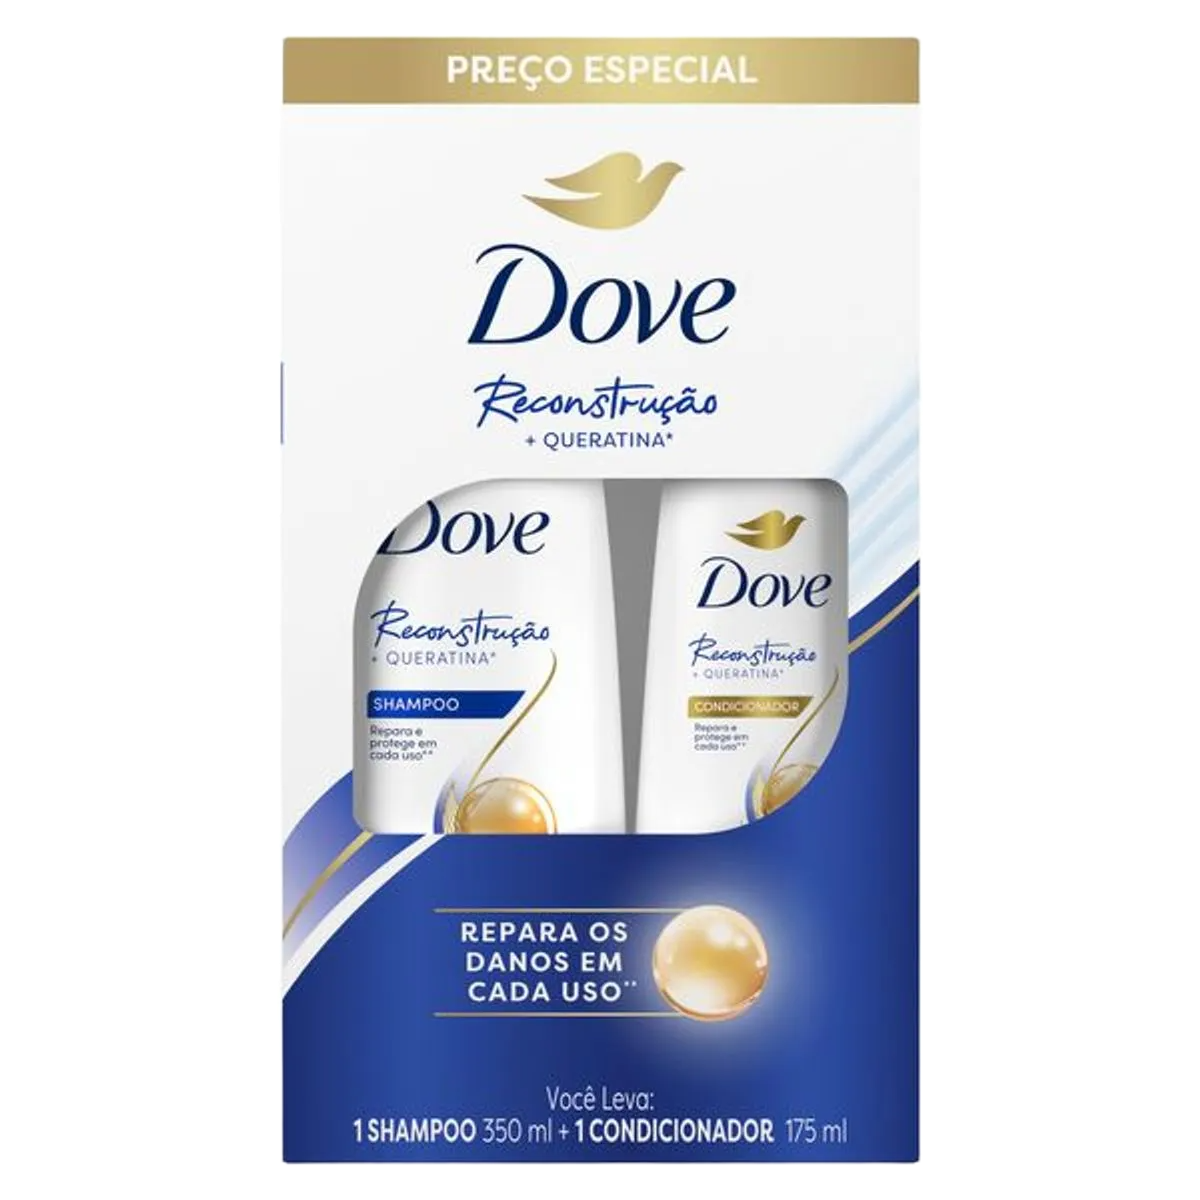 PREÇO ESPECIAL
Dove
Reconstrução
+ QUERATINA*
Dove
Reconstrução
+ QUERATINA*
SHAMPOO
Repara e
protege em
cada uso**
Dove
Reconstrução
+ QUERATINA*
CONDICIONADOR
Repara e
protege em
cada uso**
REPARA OS
DANOS EM
CADA USO**
Você Leva:
1 SHAMPOO 350 ml + 1 CONDICIONADOR 175 ml